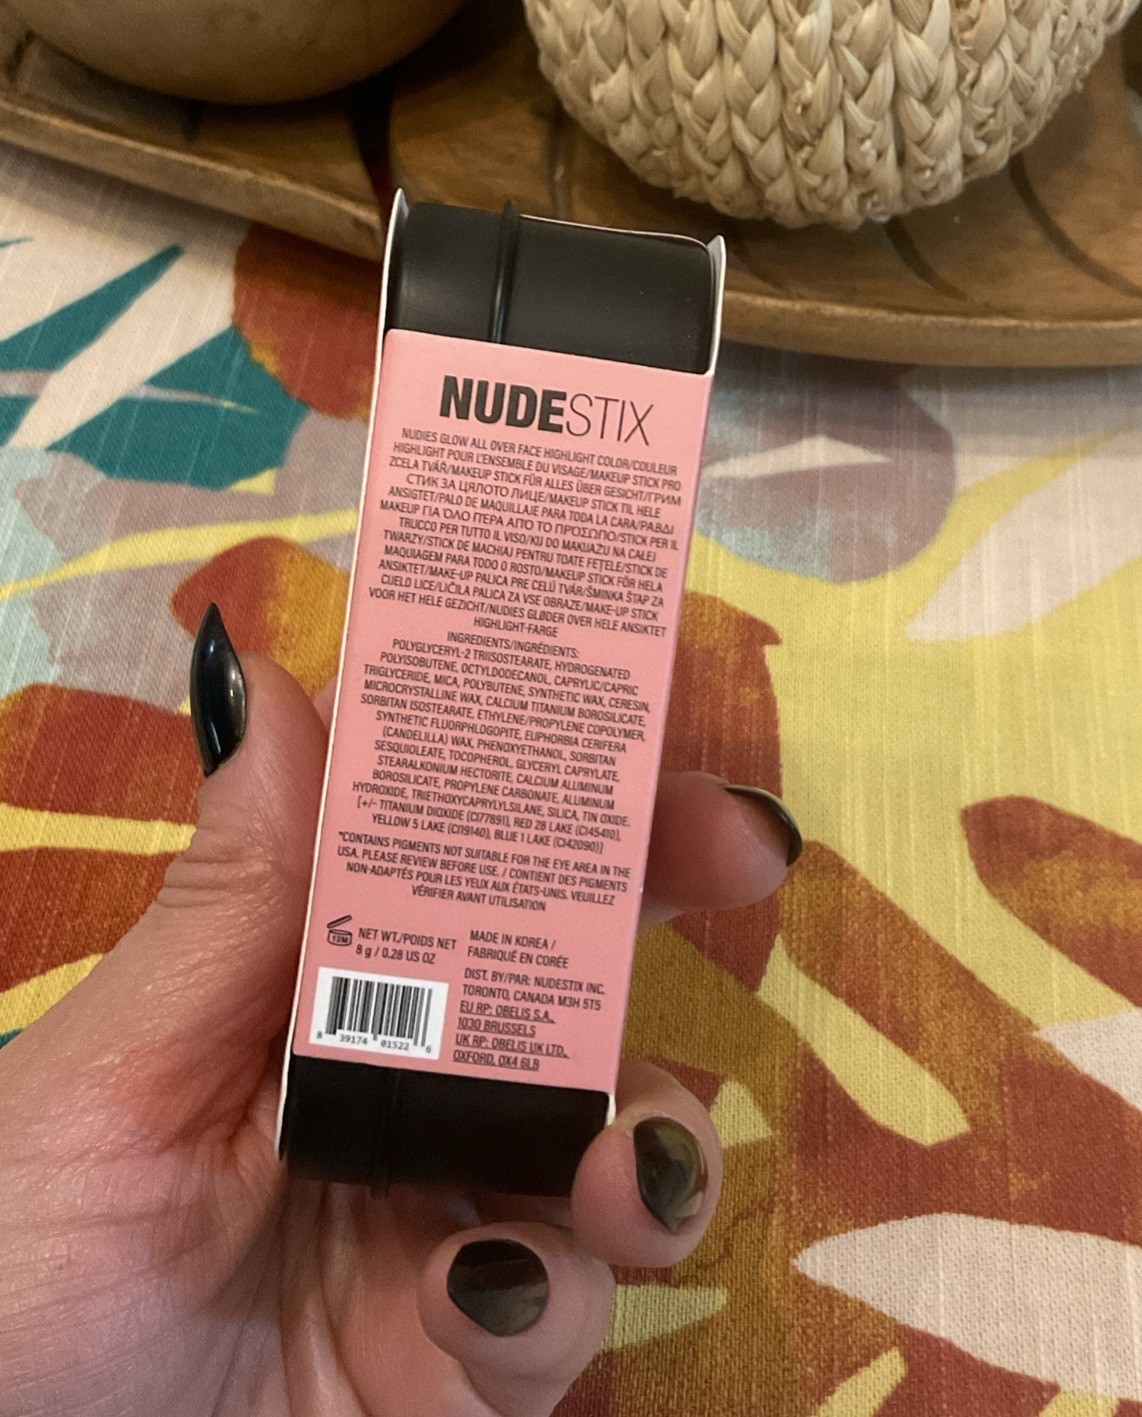 NUDESTIX
NUDIES GLOW ALL OVER FACE HIGHLIGHT COLOR/COULEUR
HIGHLIGHT POUR L'ENSEMBLE DU VISAGE/MAKEUP STICK PRO
ZCELA TVÁŘ/MAKEUP STICK FÜR ALLES ÜBER GESICHT/ГРИМ
СТИК ЗА ЦЯЛОТО ЛИЦЕ/MAKEUP STICK TIL HELE
ANSIGTET/PALO DE MAQUILLAJE PARA TODA LA CARA/ΡΑΒΔΙ
MAKEUP ΓΙΑ ΌΛΟ ΠΕΡΑ ΑΠΟ ΤΟ ΠΡΌΣΩΠΟ/STICK PER IL
TRUCCO PER TUTTO IL VISO/KU DO MAKIJAŻU NA CAŁEJ
TWARZY/STICK DE MACHIAJ PENTRU TOATE FEȚELE/STICK DE
MAQUIAGEM PARA TODO O ROSTO/MAKEUP STICK FÖR HELA
ANSIKTET/MAKE-UP PALICA PRE CELÚ TVÁR/ŠMINKA ŠTAP ZA
CIJELO LICE/LIČILA PALICA ZA VSE OBRAZE/MAKE-UP STICK
VOOR HET HELE GEZICHT/NUDIES GLØDER OVER HELE ANSIKTET
HIGHLIGHT-FARGE
INGREDIENTS/INGRÉDIENTS:
POLYGLYCERYL-2 TRIISOSTEARATE, HYDROGENATED
POLYISOBUTENE, OCTYLDODECANOL, CAPRYLIC/CAPRIC
TRIGLYCERIDE, MICA, POLYBUTENE, SYNTHETIC WAX, CERESIN,
MICROCRYSTALLINE WAX, CALCIUM TITANIUM BOROSILICATE,
SORBITAN ISOSTEARATE, ETHYLENE/PROPYLENE COPOLYMER,
SYNTHETIC FLUORPHLOGOPITE, EUPHORBIA CERIFERA
(CANDELILLA) WAX, PHENOXYETHANOL, SORBITAN
SESQUIOLEATE, TOCOPHEROL, GLYCERYL CAPRYLATE,
STEARALKONIUM HECTORITE, CALCIUM ALUMINUM
BOROSILICATE, PROPYLENE CARBONATE, ALUMINUM
HYDROXIDE, TRIETHOXYCAPRYLYLSILANE, SILICA, TIN OXIDE.
[+/- TITANIUM DIOXIDE (CI77891), RED 28 LAKE (CI45410),
YELLOW 5 LAKE (CI19140), BLUE 1 LAKE (CI42090)]
*CONTAINS PIGMENTS NOT SUITABLE FOR THE EYE AREA IN THE
USA. PLEASE REVIEW BEFORE USE. / CONTIENT DES PIGMENTS
NON-ADAPTÉS POUR LES YEUX AUX ÉTATS-UNIS. VEUILLEZ
VÉRIFIER AVANT UTILISATION
12M
NET WT./POIDS NET
8 g / 0.28 US OZ
MADE IN KOREA /
FABRIQUÉ EN CORÉE
DIST. BY/PAR: NUDESTIX INC.
TORONTO, CANADA M3H 5T5
EU RP: OBELIS S.A.,
1030 BRUSSELS
UK RP: OBELIS UK LTD.,
OXFORD, OX4 6LB
8 39174 01522 6